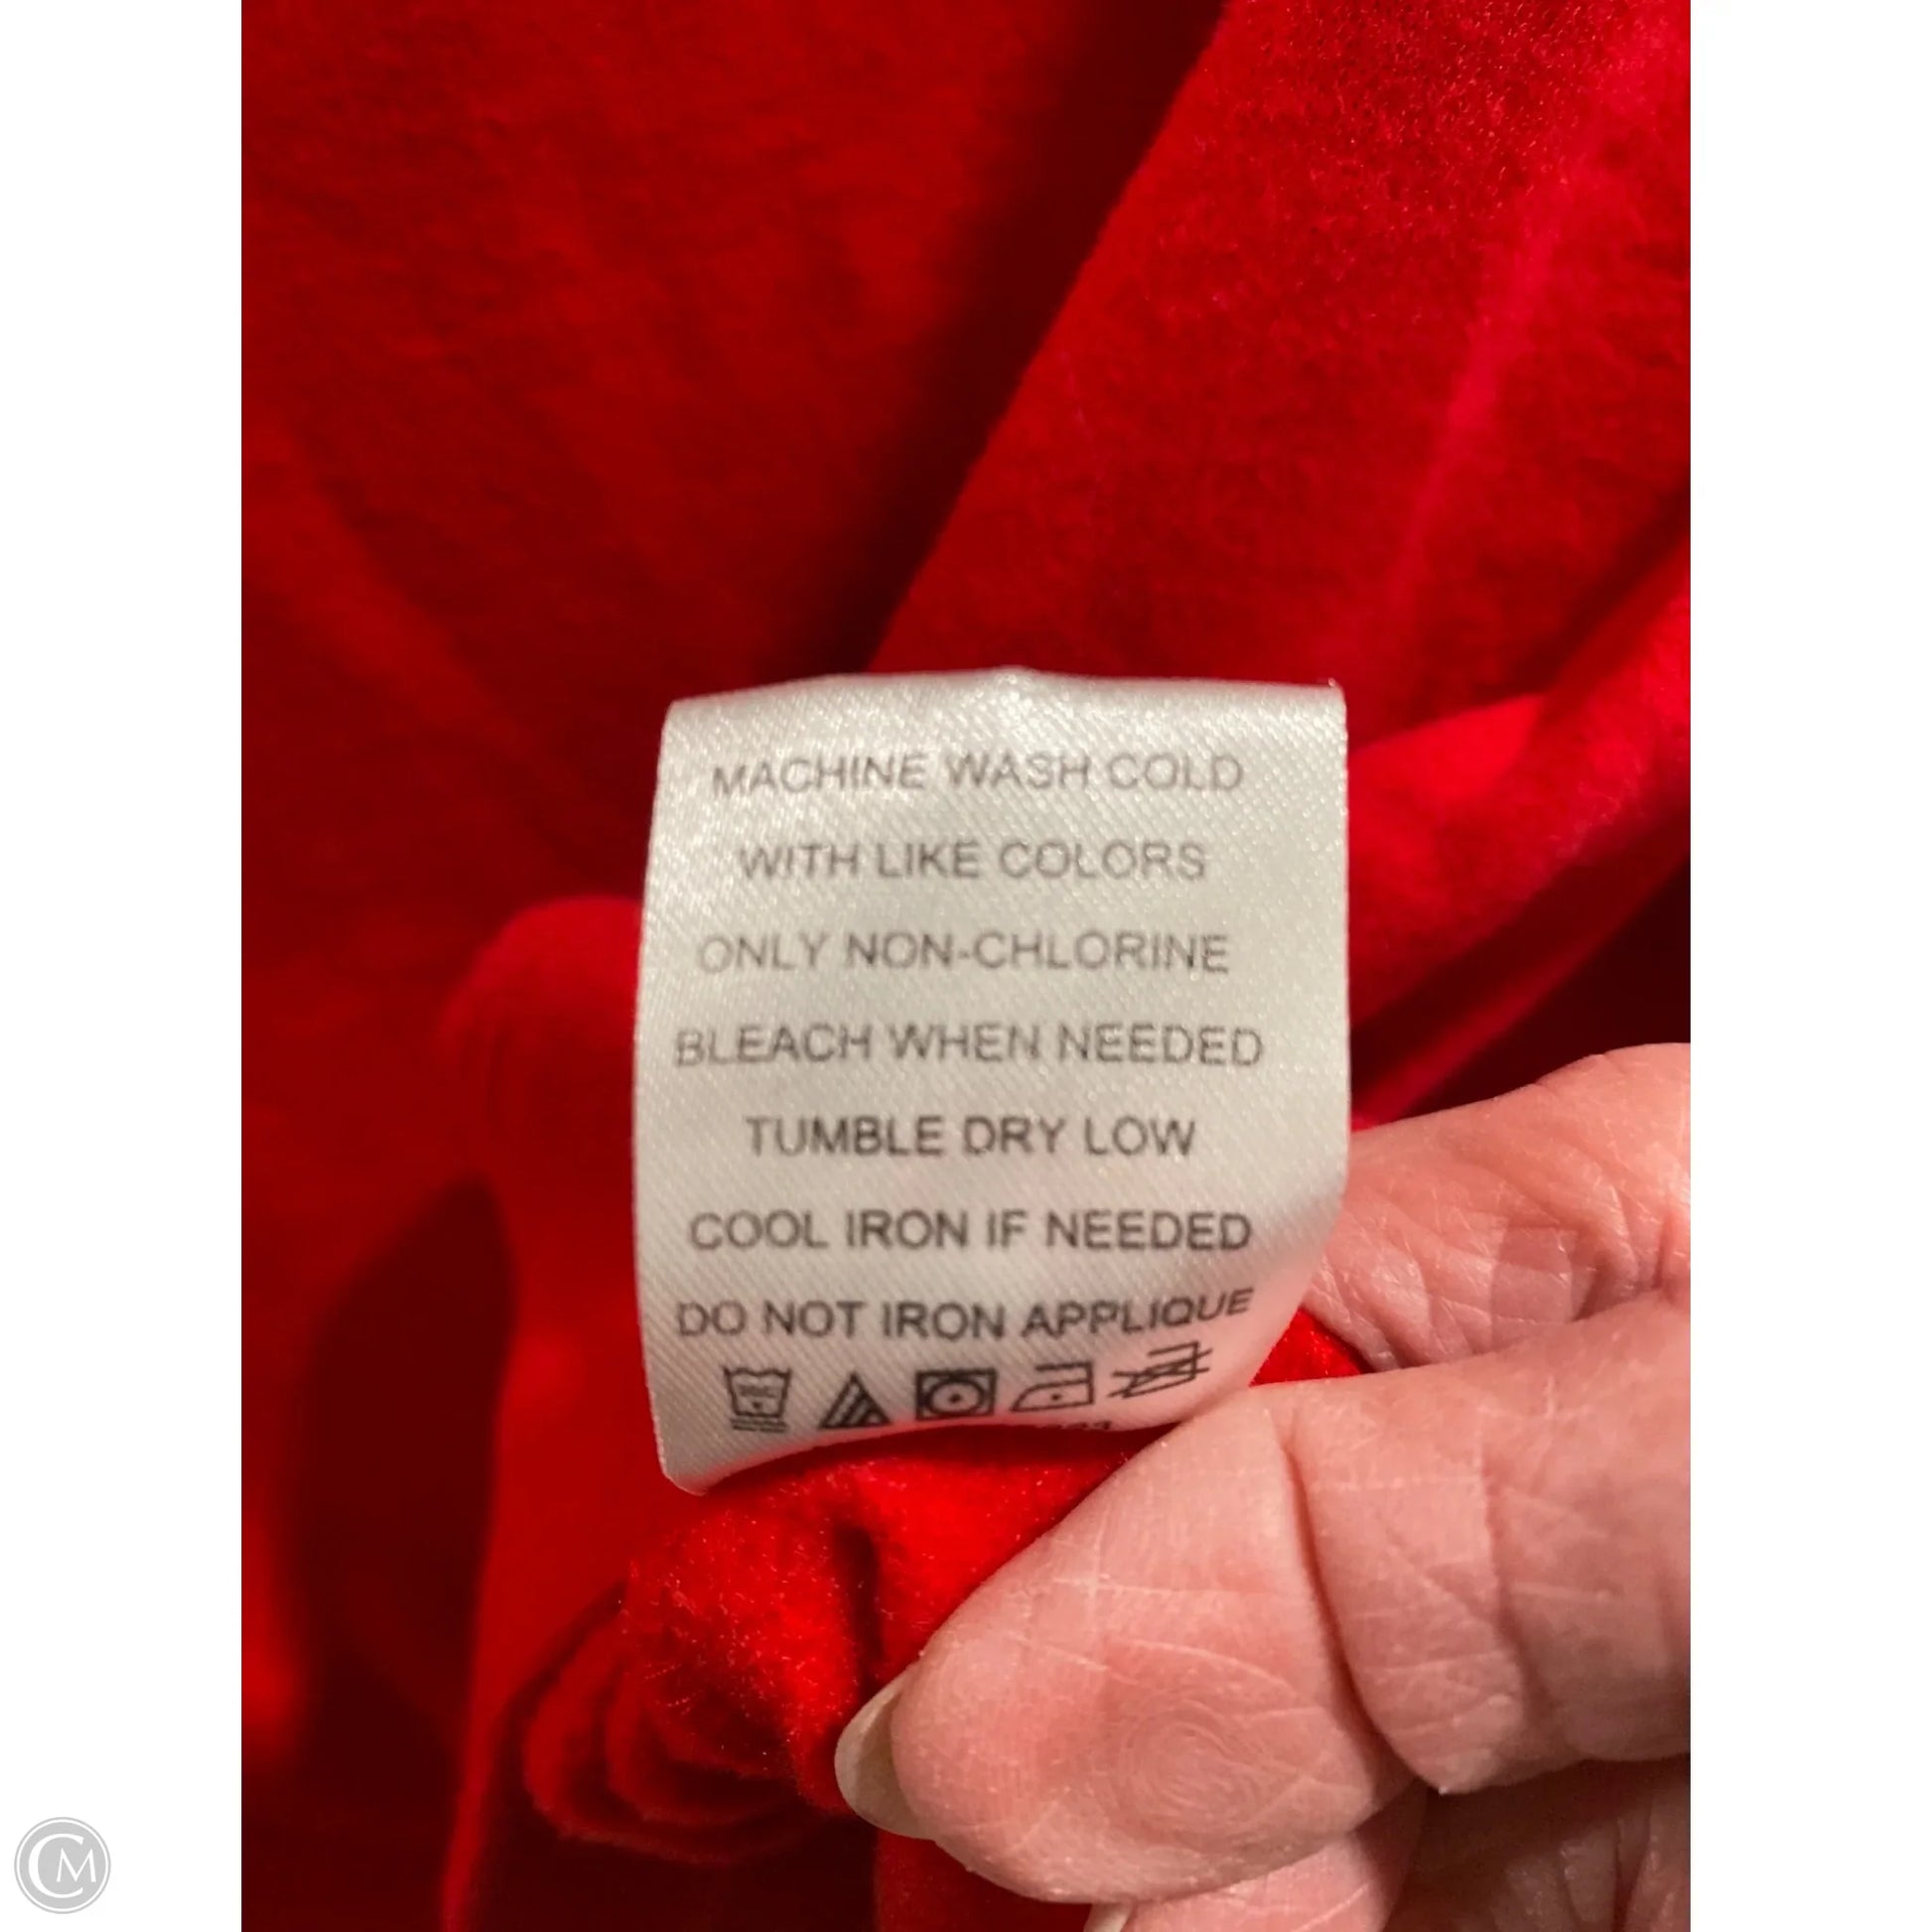 MACHINE WASH COLD
WITH LIKE COLORS
ONLY NON-CHLORINE
BLEACH WHEN NEEDED
TUMBLE DRY LOW
COOL IRON IF NEEDED
DO NOT IRON APPLIQUE
CM